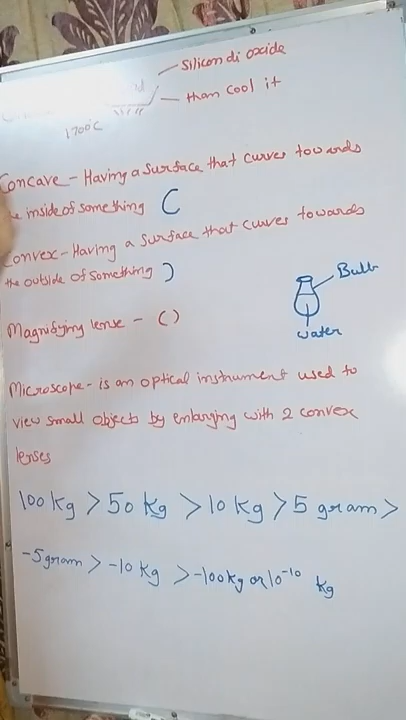 Silicon di oxide
than cool it
1700°C
Concave - Having a surface that curves towards
the inside of something (
Convex - Having a surface that curves towards
the outside of something )
Bulb
Magnifying lense - ()
water
Microscope - is an optical instrument used to
view small objects by enlarging with 2 convex
lenses
100 kg > 50 kg > 10 kg > 5 gram >
-5 gram > -10 kg > -100 kg or 10⁻¹⁰ kg